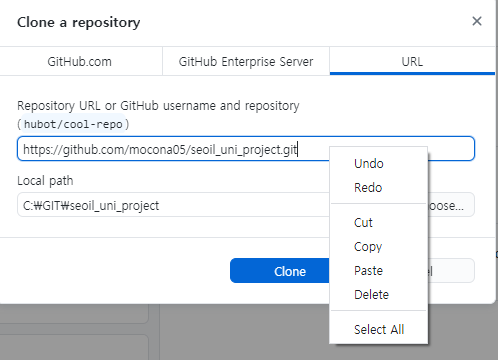 Clone a repository
GitHub.com
GitHub Enterprise Server
URL
Repository URL or GitHub username and repository
(hubot/cool-repo)
https://github.com/mocona05/seoil_uni_project.git
Local path
C:₩GIT₩seoil_uni_project
oose...
Clone
el
Undo
Redo
Cut
Copy
Paste
Delete
Select All